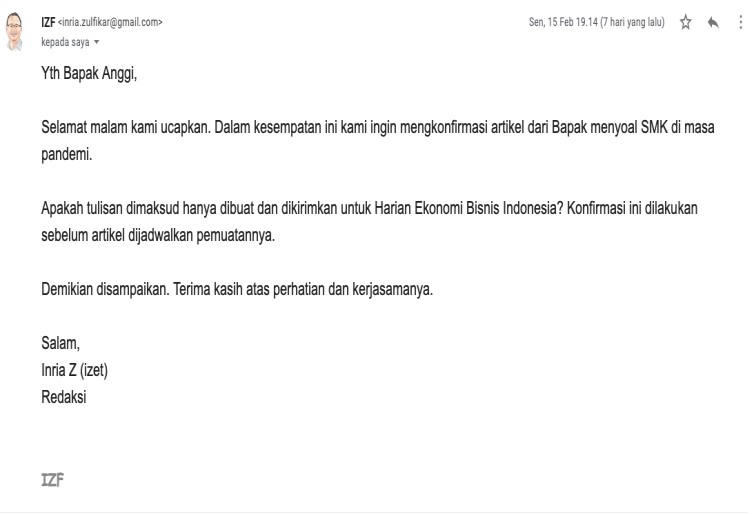 IZF <inria.zulfikar@gmail.com>
Sen, 15 Feb 19.14 (7 hari yang lalu)
kepada saya
Yth Bapak Anggi,
Selamat malam kami ucapkan. Dalam kesempatan ini kami ingin mengkonfirmasi artikel dari Bapak menyoal SMK di masa
pandemi.
Apakah tulisan dimaksud hanya dibuat dan dikirimkan untuk Harian Ekonomi Bisnis Indonesia? Konfirmasi ini dilakukan
sebelum artikel dijadwalkan pemuatannya.
Demikian disampaikan. Terima kasih atas perhatian dan kerjasamanya.
Salam,
Inria Z (izet)
Redaksi
IZF